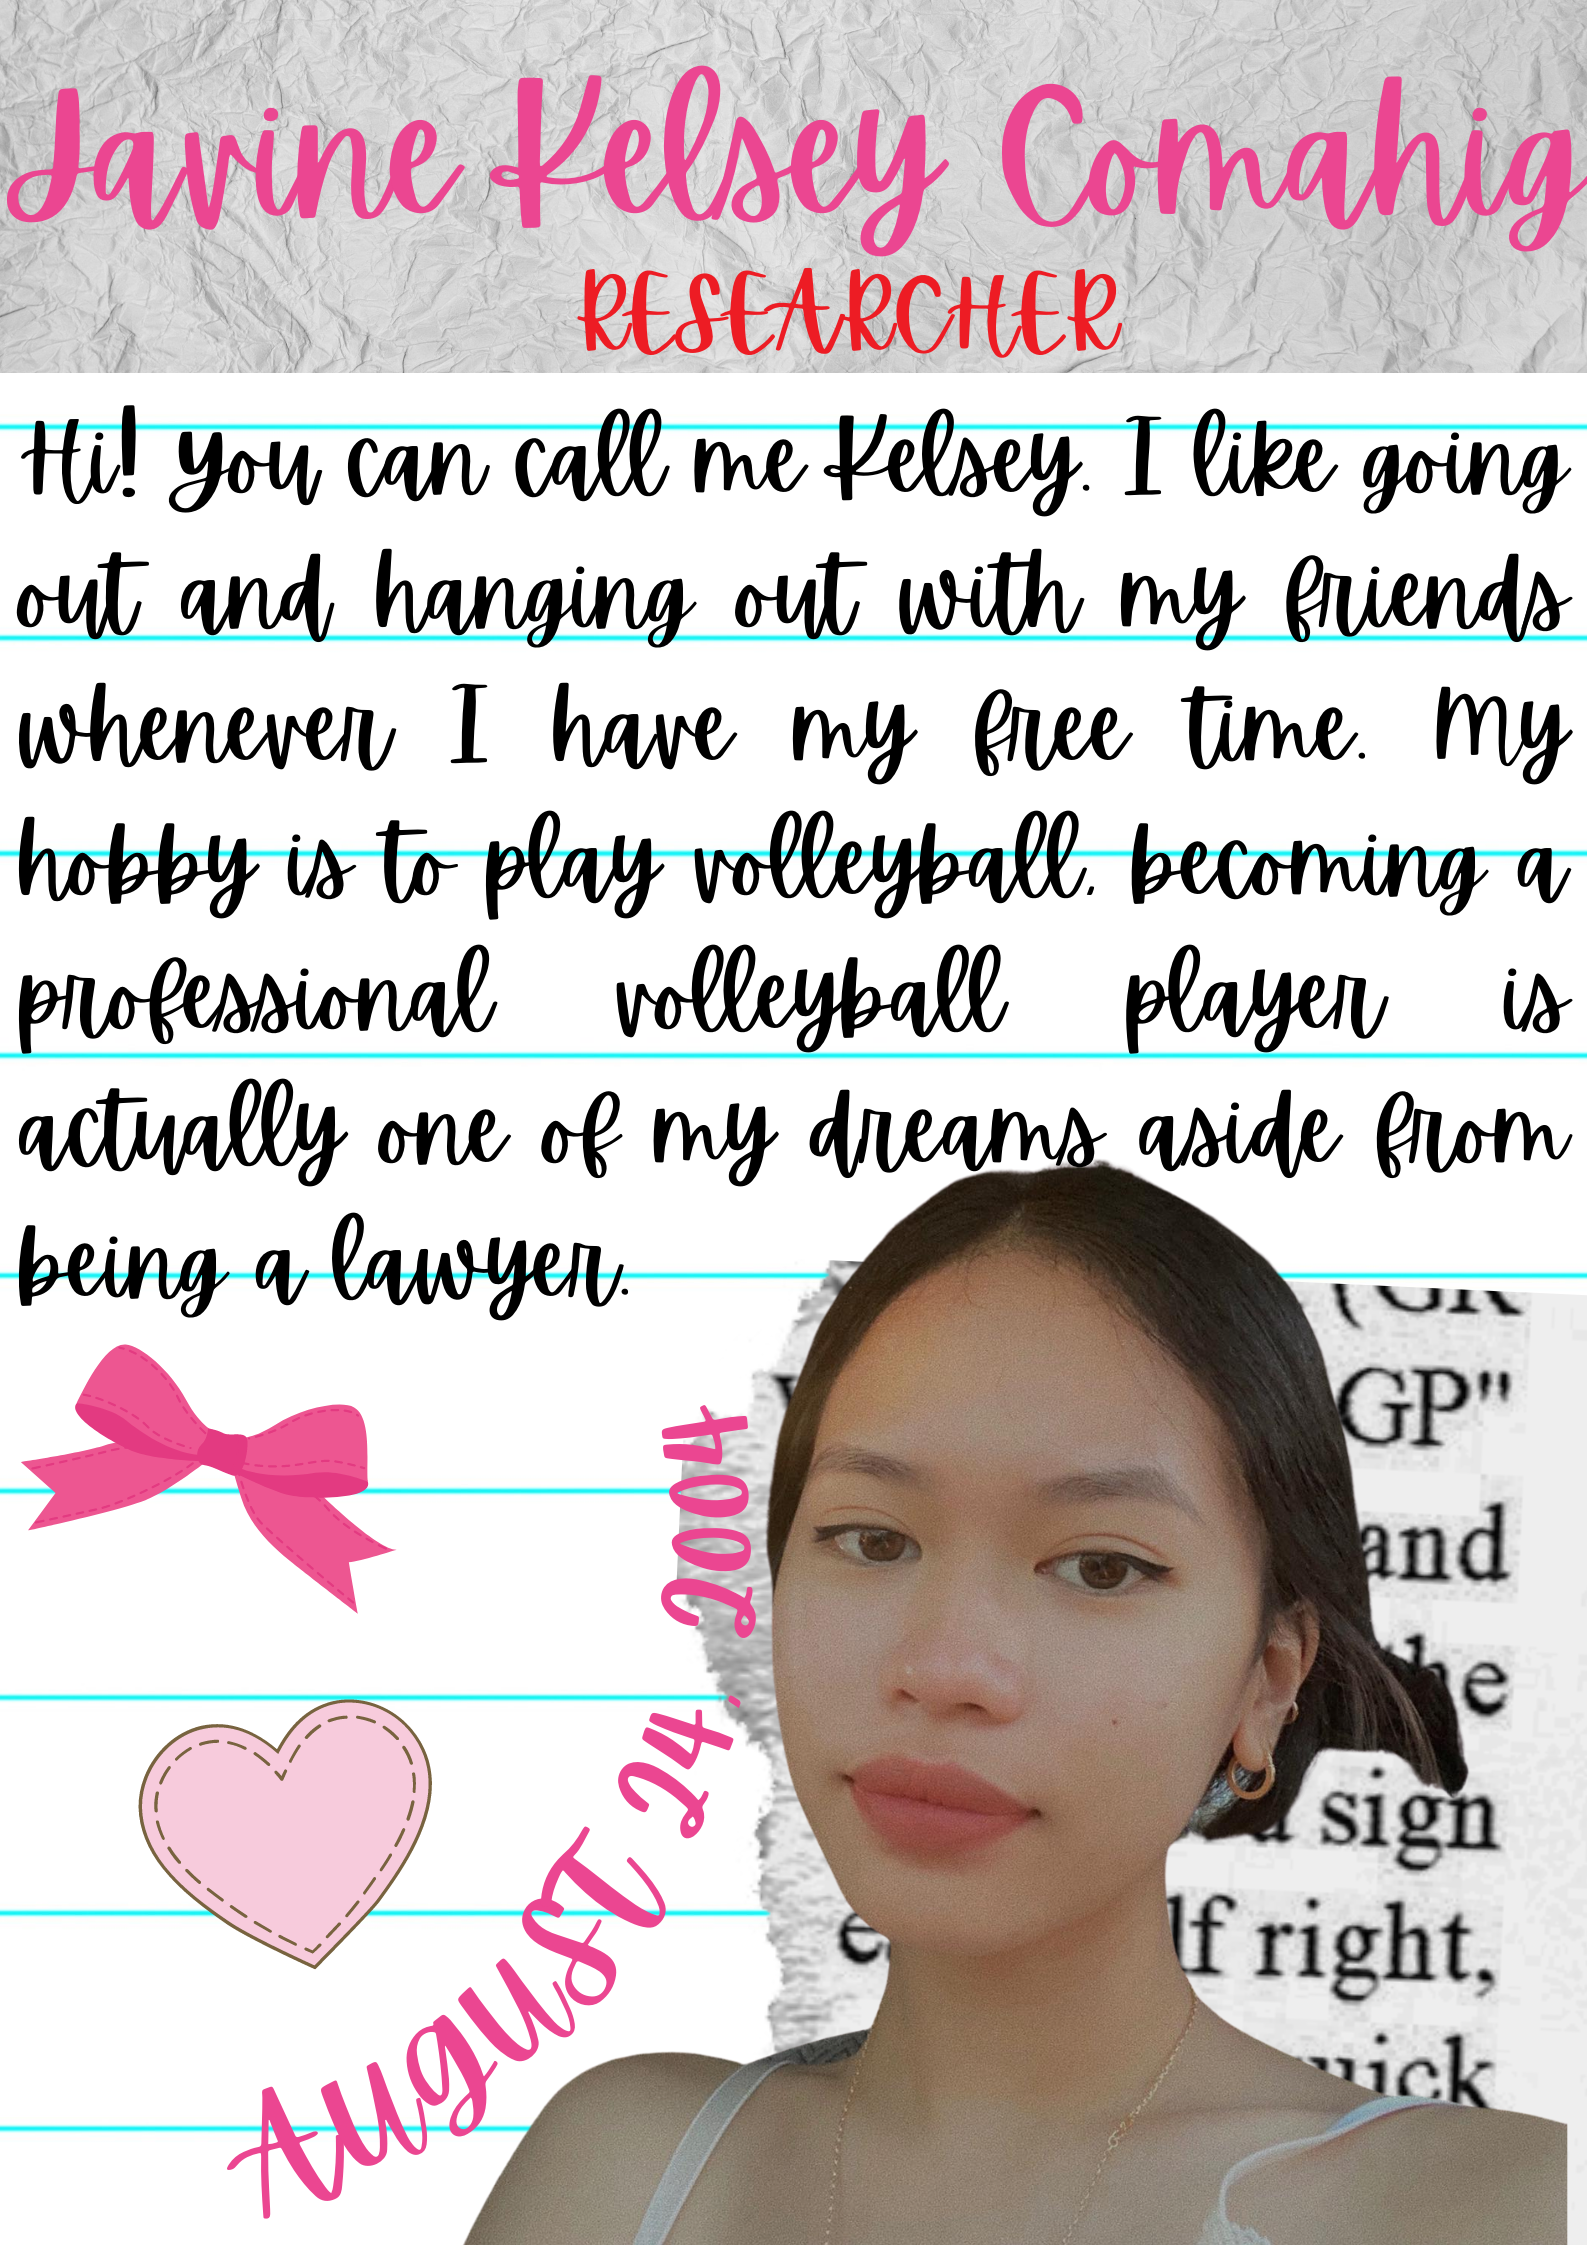 Javine Kelsey Comahig
RESEARCHER
Hi! You can call me Kelsey. I like going
out and hanging out with my friends
whenever I have my free time. My
hobby is to play volleyball, becoming a
professional volleyball player is
actually one of my dreams aside from
being a lawyer.
AUGUST 24, 2004
GP"
and
sign
right,